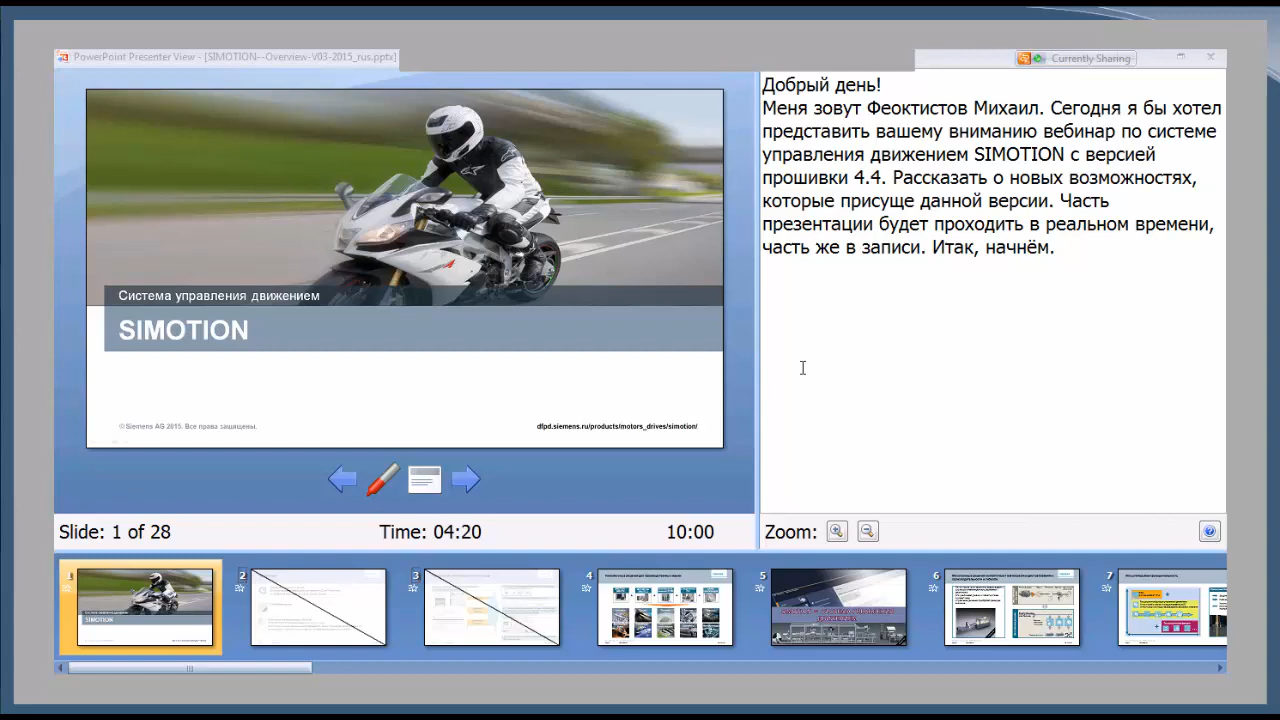 PowerPoint Presenter View - [SIMOTION--Overview-V03-2015_rus.pptx]
Currently Sharing
Система управления движением
SIMOTION
© Siemens AG 2015. Все права защищены.
dfpd.siemens.ru/products/motors_drives/simotion/
Добрый день!
Меня зовут Феоктистов Михаил. Сегодня я бы хотел
представить вашему вниманию вебинар по системе
управления движением SIMOTION с версией
прошивки 4.4. Рассказать о новых возможностях,
которые присуще данной версии. Часть
презентации будет проходить в реальном времени,
часть же в записи. Итак, начнём.
Slide: 1 of 28
Time: 04:20
10:00
Zoom:
1
2
3
4
5
6
7
SIMOTION